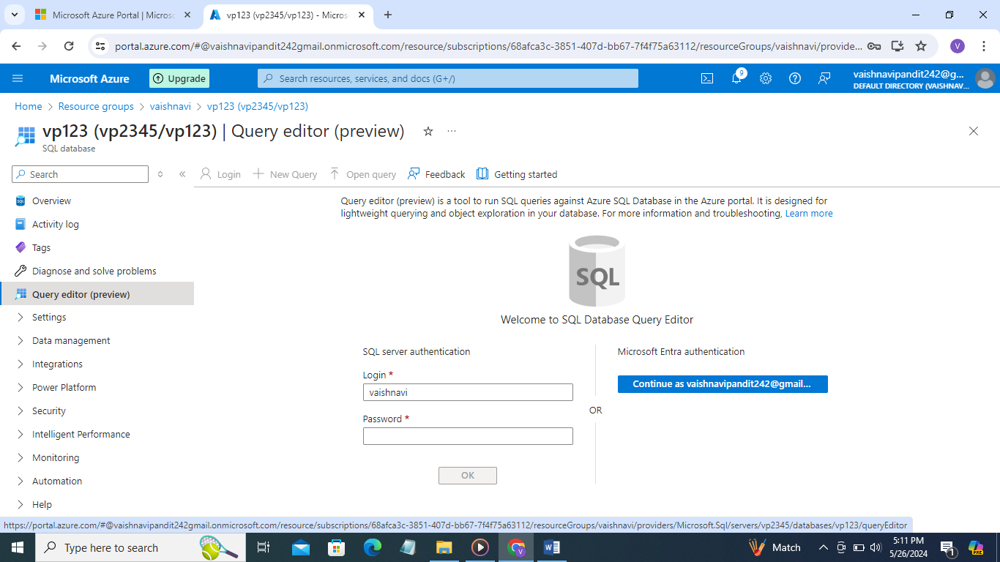 Microsoft Azure Portal | Micros
vp123 (vp2345/vp123) - Micros
portal.azure.com/#@vaishnavipandit242gmail.onmicrosoft.com/resource/subscriptions/68afca3c-3851-407d-bb67-7f4f75a63112/resourceGroups/vaishnavi/provide...
V
Microsoft Azure
Upgrade
Search resources, services, and docs (G+/)
9
vaishnavipandit242@g...
DEFAULT DIRECTORY (VAISHNAV...
Home > Resource groups > vaishnavi > vp123 (vp2345/vp123)
vp123 (vp2345/vp123) | Query editor (preview)
SQL database
Search
Login
New Query
Open query
Feedback
Getting started
SQL
Overview
Activity log
Tags
Diagnose and solve problems
Query editor (preview)
Settings
Data management
Integrations
Power Platform
Security
Intelligent Performance
Monitoring
Automation
Help
Query editor (preview) is a tool to run SQL queries against Azure SQL Database in the Azure portal. It is designed for
lightweight querying and object exploration in your database. For more information and troubleshooting, Learn more
SQL
Welcome to SQL Database Query Editor
SQL server authentication
Login *
vaishnavi
Password *
OK
OR
Microsoft Entra authentication
Continue as vaishnavipandit242@gmail...
https://portal.azure.com/#@vaishnavipandit242gmail.onmicrosoft.com/resource/subscriptions/68afca3c-3851-407d-bb67-7f4f75a63112/resourceGroups/vaishnavi/providers/Microsoft.Sql/servers/vp2345/databases/vp123/queryEditor
Type here to search
V
W
Match
5:11 PM
5/26/2024
1
PRE